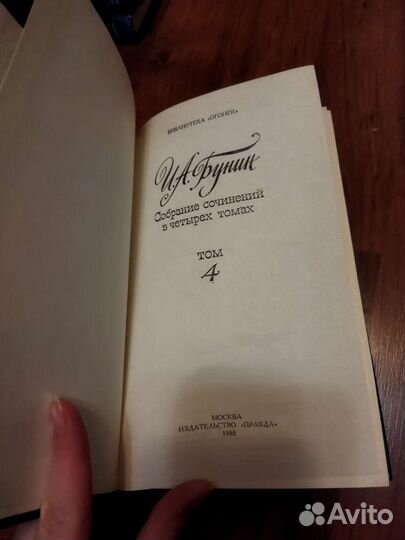 БИБЛИОТЕКА «ОГОНЕК»
И.А.Бунин
Собрание сочинений
в четырех томах
ТОМ
4
МОСКВА
ИЗДАТЕЛЬСТВО «ПРАВДА»
1988
Avito